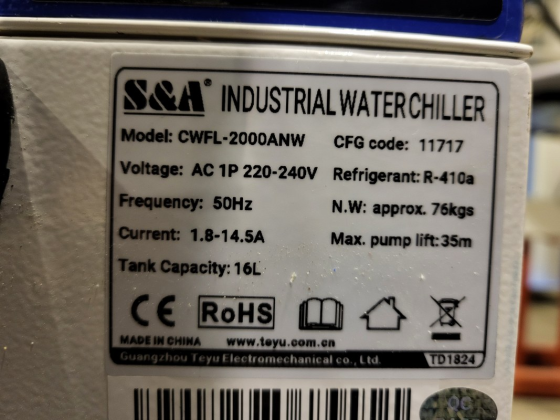 S&A® INDUSTRIAL WATER CHILLER
Model: CWFL-2000ANW CFG code: 11717
Voltage: AC 1P 220-240V Refrigerant: R-410a
Frequency: 50Hz N.W: approx. 76kgs
Current: 1.8-14.5A Max. pump lift: 35m
Tank Capacity: 16L
CE RoHS
MADE IN CHINA www.teyu.com.cn
Guangzhou Teyu Electromechanical co., Ltd. TD1824